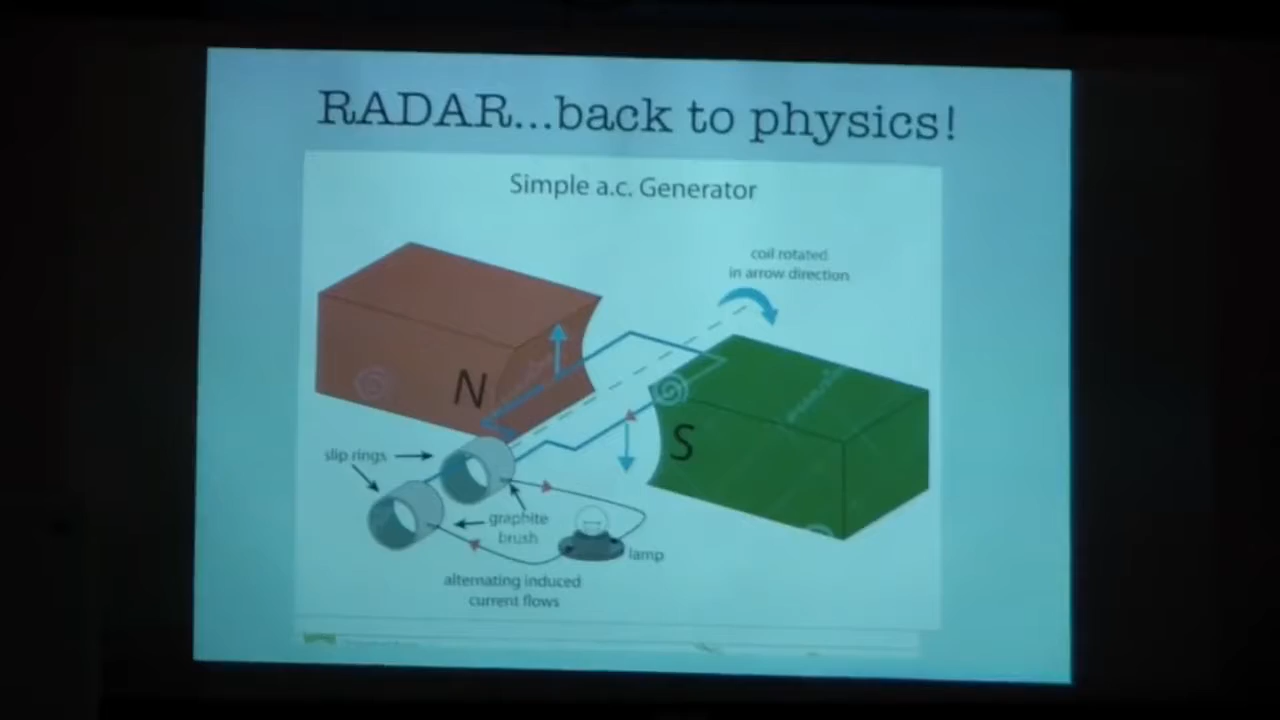 RADAR...back to physics!
Simple a.c. Generator
coil rotated
in arrow direction
N
S
slip rings
graphite
brush
lamp
alternating induced
current flows